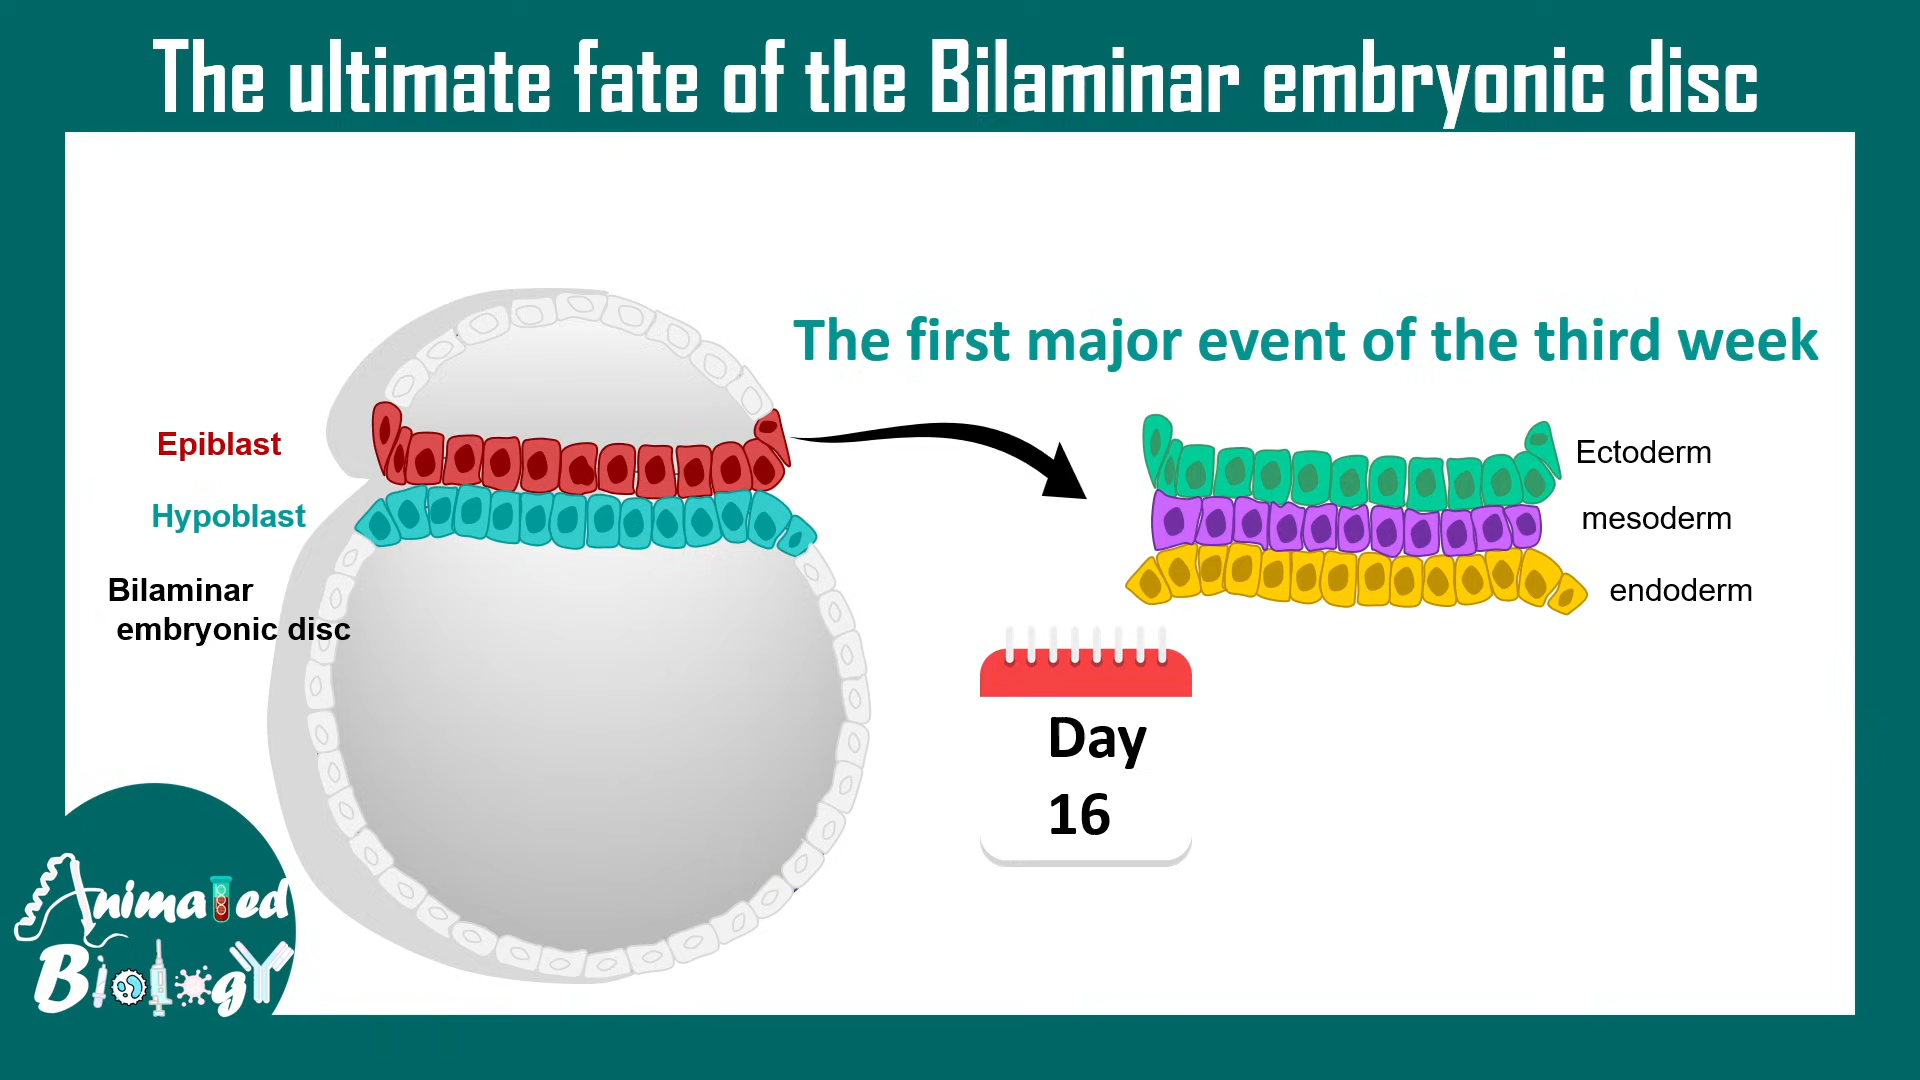 The ultimate fate of the Bilaminar embryonic disc
The first major event of the third week
Epiblast
Hypoblast
Bilaminar
embryonic disc
Ectoderm
mesoderm
endoderm
Day
16
Animated
Biology